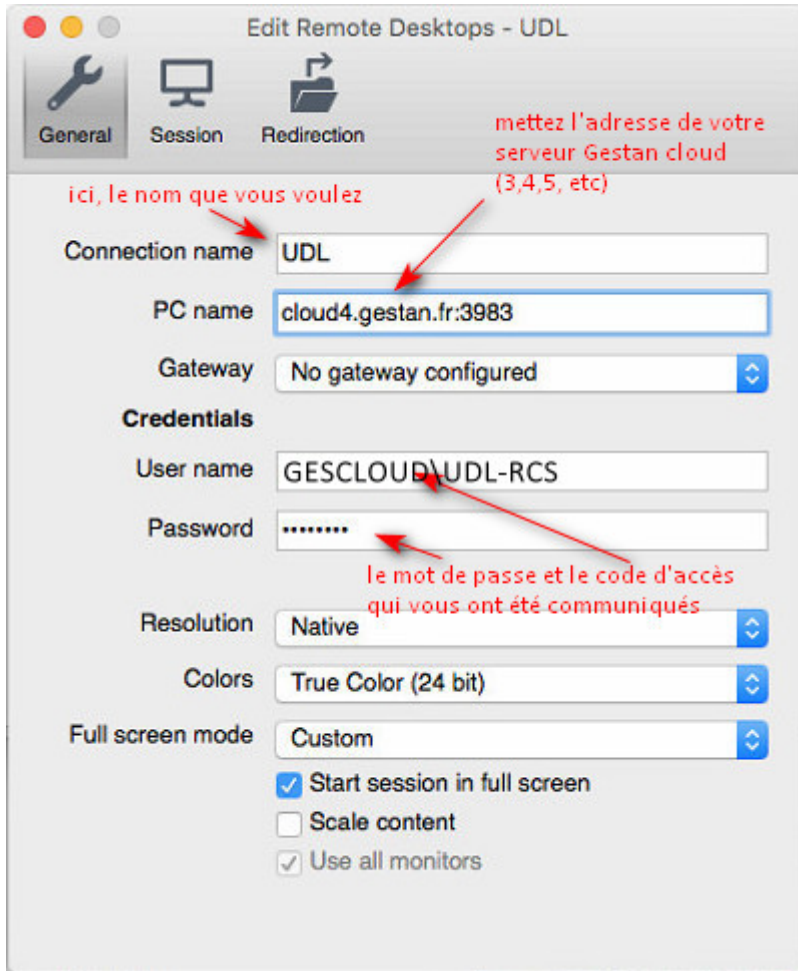 Edit Remote Desktops - UDL
General
Session
Redirection
mettez l'adresse de votre
serveur Gestan cloud
(3,4,5, etc)
ici, le nom que vous voulez
Connection name
UDL
PC name
cloud4.gestan.fr:3983
Gateway
No gateway configured
Credentials
User name
GESCLOUD\UDL-RCS
Password
••••••••
le mot de passe et le code d'accès
qui vous ont été communiqués
Resolution
Native
Colors
True Color (24 bit)
Full screen mode
Custom
Start session in full screen
Scale content
Use all monitors